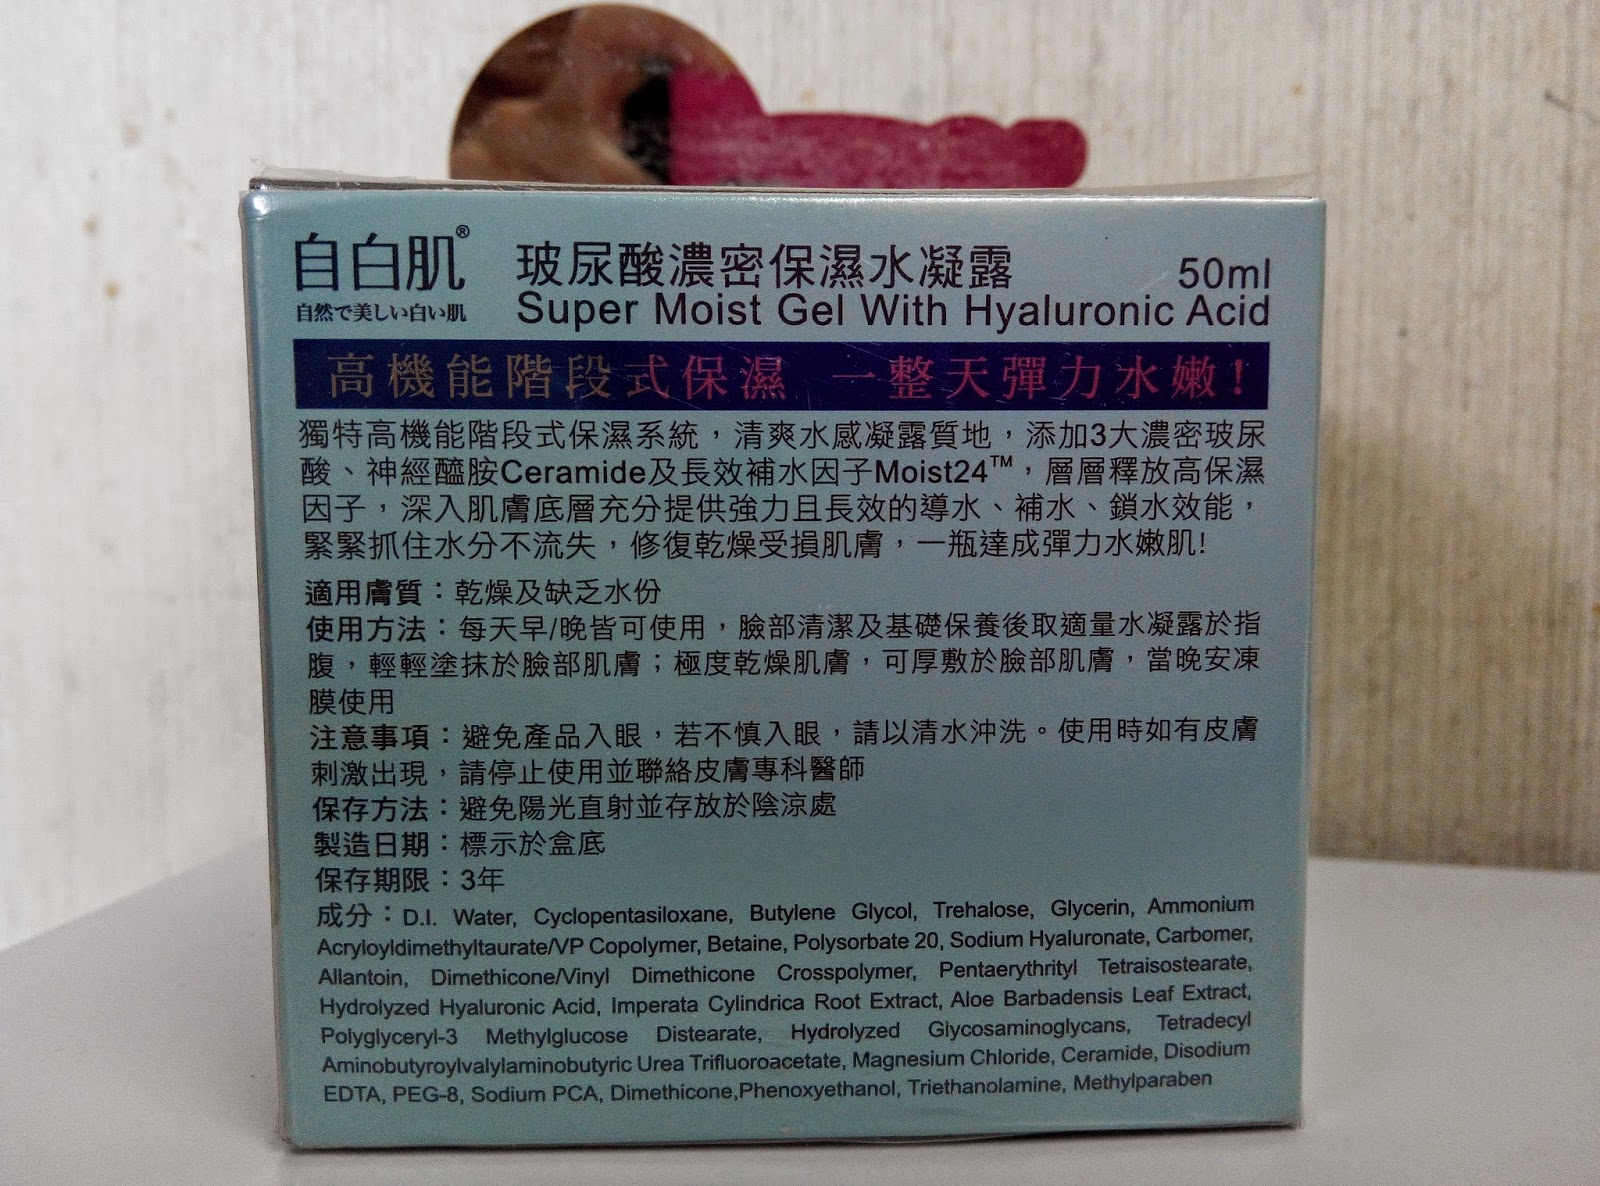 自白肌®
自然で美しい白い肌
玻尿酸濃密保濕水凝露 50ml
Super Moist Gel With Hyaluronic Acid
高機能階段式保濕 一整天彈力水嫩！
獨特高機能階段式保濕系統，清爽水感凝露質地，添加3大濃密玻尿
酸、神經醯胺Ceramide及長效補水因子Moist24™，層層釋放高保濕
因子，深入肌膚底層充分提供強力且長效的導水、補水、鎖水效能，
緊緊抓住水分不流失，修復乾燥受損肌膚，一瓶達成彈力水嫩肌!
適用膚質：乾燥及缺乏水份
使用方法：每天早/晚皆可使用，臉部清潔及基礎保養後取適量水凝露於指
腹，輕輕塗抹於臉部肌膚；極度乾燥肌膚，可厚敷於臉部肌膚，當晚安凍
膜使用
注意事項：避免產品入眼，若不慎入眼，請以清水沖洗。使用時如有皮膚
刺激出現，請停止使用並聯絡皮膚專科醫師
保存方法：避免陽光直射並存放於陰涼處
製造日期：標示於盒底
保存期限：3年
成分：D.I. Water, Cyclopentasiloxane, Butylene Glycol, Trehalose, Glycerin, Ammonium
Acryloyldimethyltaurate/VP Copolymer, Betaine, Polysorbate 20, Sodium Hyaluronate, Carbomer,
Allantoin, Dimethicone/Vinyl Dimethicone Crosspolymer, Pentaerythrityl Tetraisostearate,
Hydrolyzed Hyaluronic Acid, Imperata Cylindrica Root Extract, Aloe Barbadensis Leaf Extract,
Polyglyceryl-3 Methylglucose Distearate, Hydrolyzed Glycosaminoglycans, Tetradecyl
Aminobutyroylvalylaminobutyric Urea Trifluoroacetate, Magnesium Chloride, Ceramide, Disodium
EDTA, PEG-8, Sodium PCA, Dimethicone,Phenoxyethanol, Triethanolamine, Methylparaben